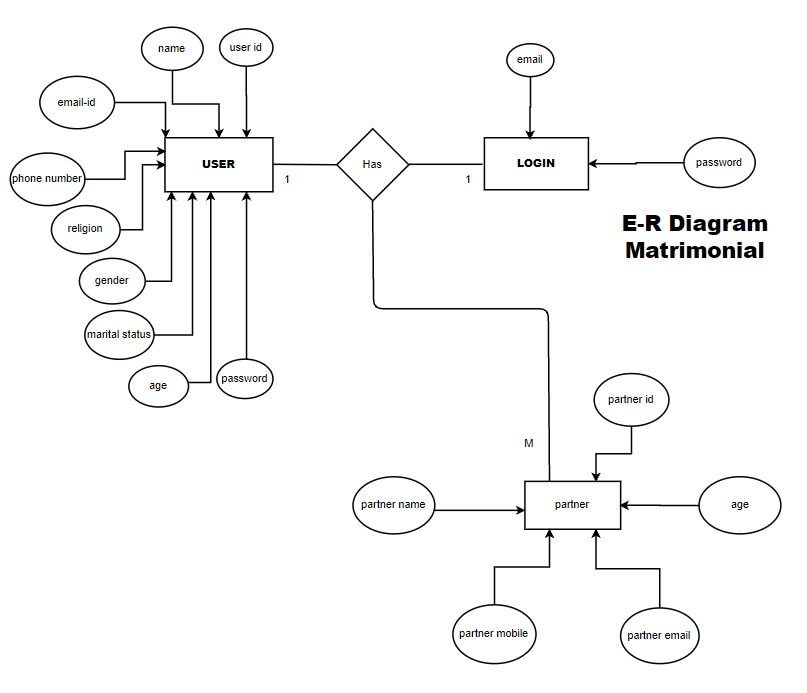 name
user id
email
email-id
USER
Has
LOGIN
password
1
1
phone number
religion
E-R Diagram
Matrimonial
gender
marital status
age
password
partner id
M
partner name
partner
age
partner mobile
partner email